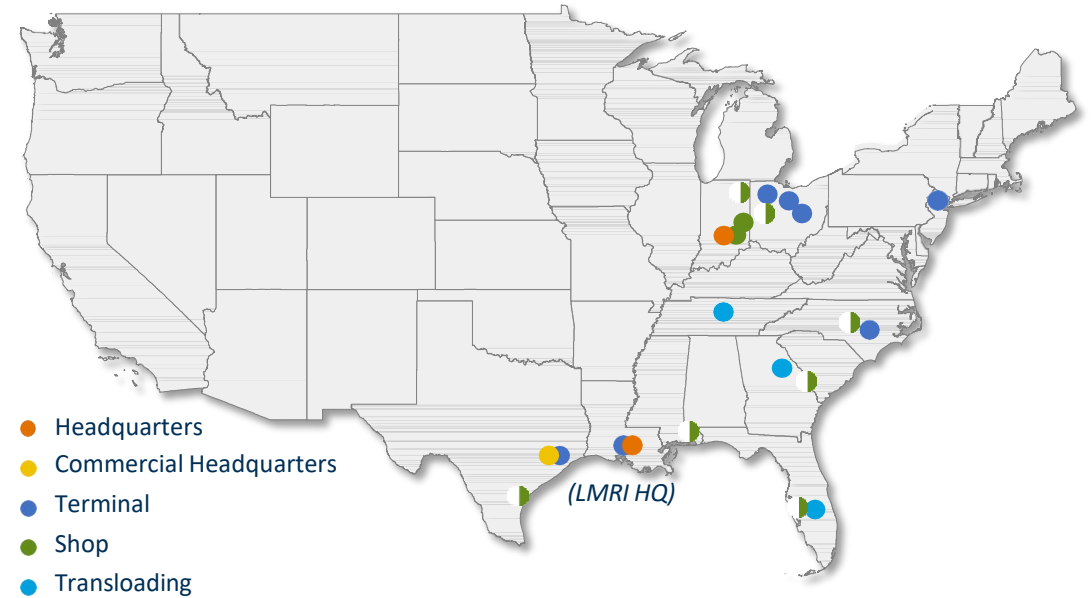 Headquarters
Commercial Headquarters
Terminal
(LMRI HQ)
Shop
Transloading